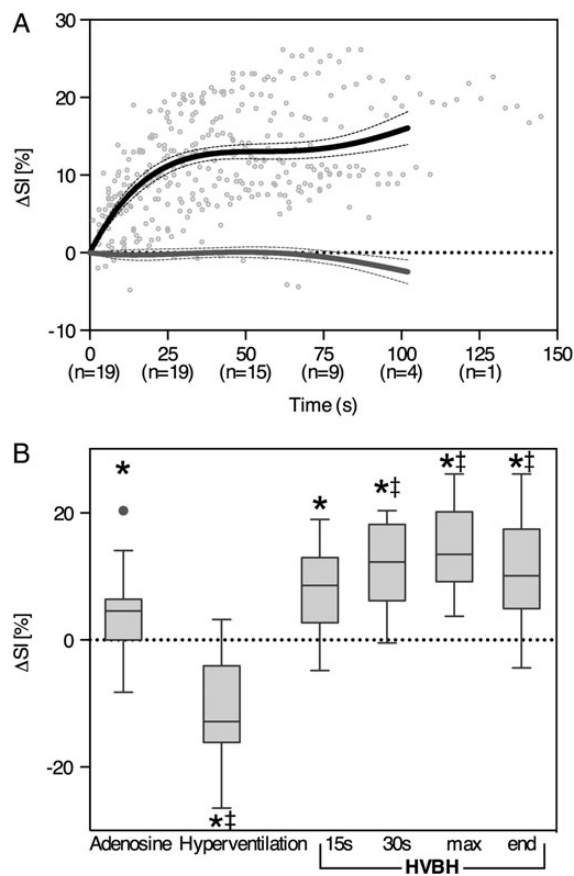 A
30
20
10
0
-10
ΔSI [%]
0 25 50 75 100 125 150
(n=19) (n=19) (n=15) (n=9) (n=4) (n=1)
Time (s)
B
* * *‡ *‡ *‡
20
0
-20
ΔSI [%]
*‡
Adenosine Hyperventilation 15s 30s max end
HVBH